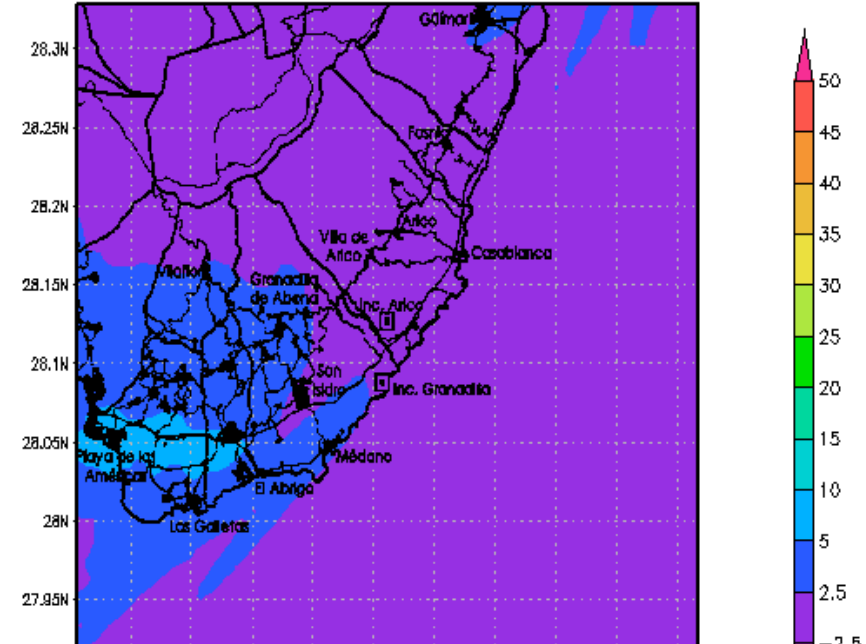 Güimar
28.3N
50
28.25N
Fasnia
45
40
28.2N
Arico
Villa de
Arico
Casablanca
35
28.15N
Vilaflor
Granadilla
de Abona
30
Inc. Arico
25
28.1N
San
Isidro
Inc. Granadilla
20
28.05N
Playa de las
Américas
Médano
15
El Abrigo
10
28N
Las Galletas
5
27.95N
2.5